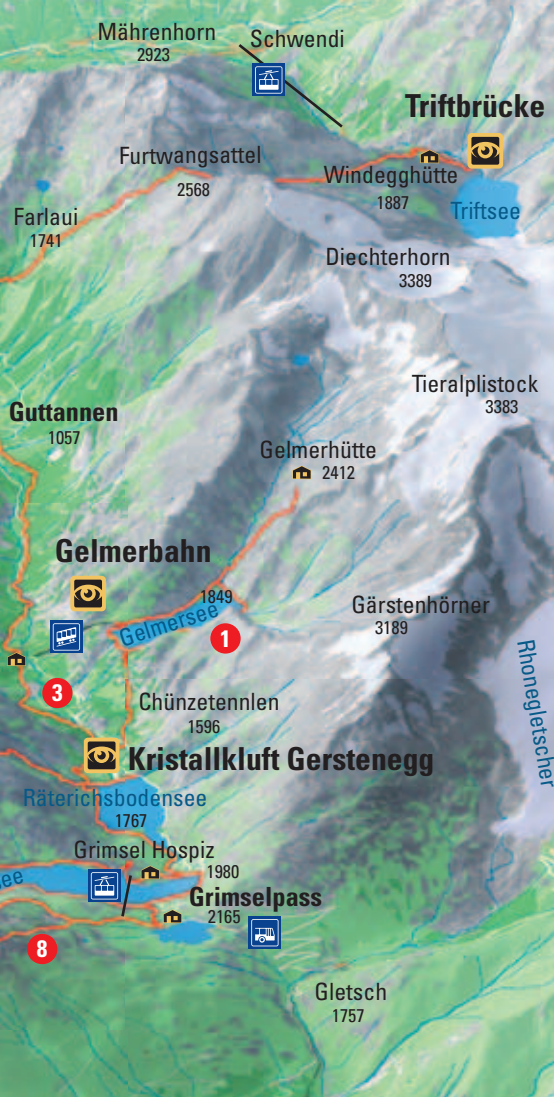 Mährenhorn
2923
Schwendi
Triftbrücke
Furtwangsattel
2568
Windegghütte
1887
Triftsee
Farlaui
1741
Diechterhorn
3389
Tieralplistock
3383
Guttannen
1057
Gelmerhütte
2412
Gelmerbahn
1849
Gelmersee
1
Gärstenhörner
3189
Rhonegletscher
3
Chünzetennlen
1596
Kristallkluft Gerstenegg
Räterichsbodensee
1767
Grimsel Hospiz
1980
see
Grimselpass
2165
8
Gletsch
1757